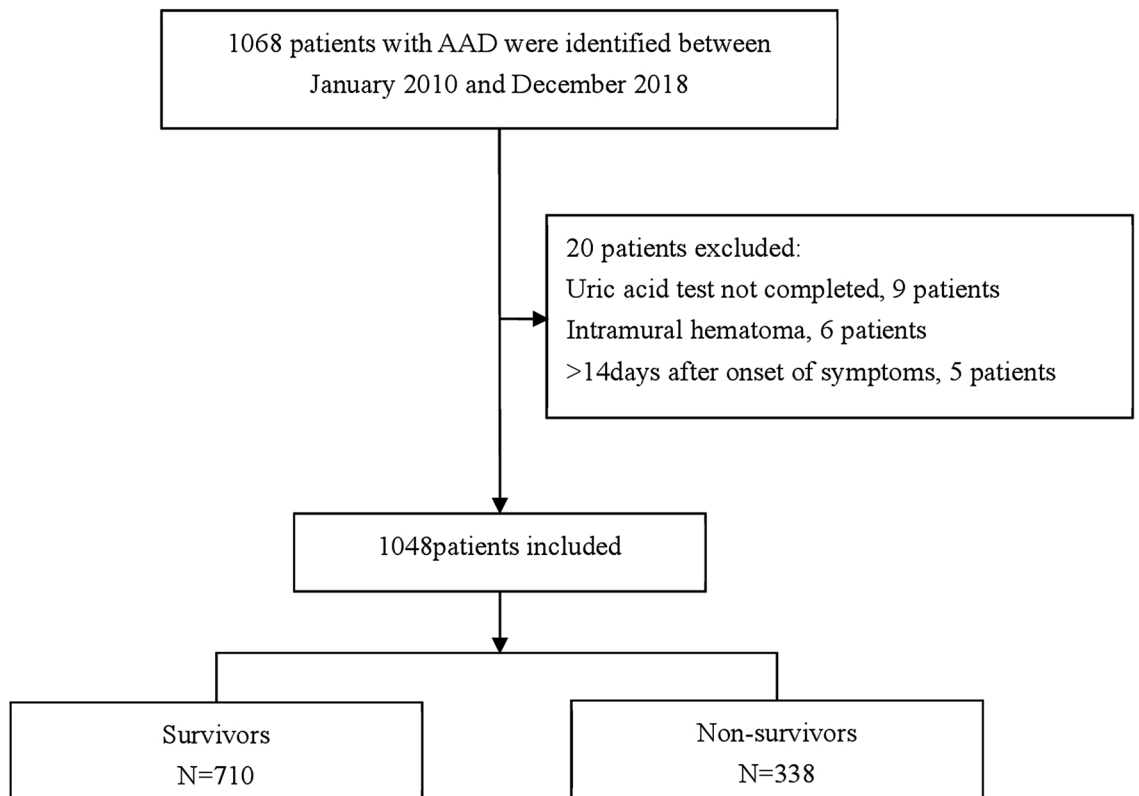 1068 patients with AAD were identified between
January 2010 and December 2018
20 patients excluded:
Uric acid test not completed, 9 patients
Intramural hematoma, 6 patients
>14days after onset of symptoms, 5 patients
1048patients included
Survivors
N=710
Non-survivors
N=338